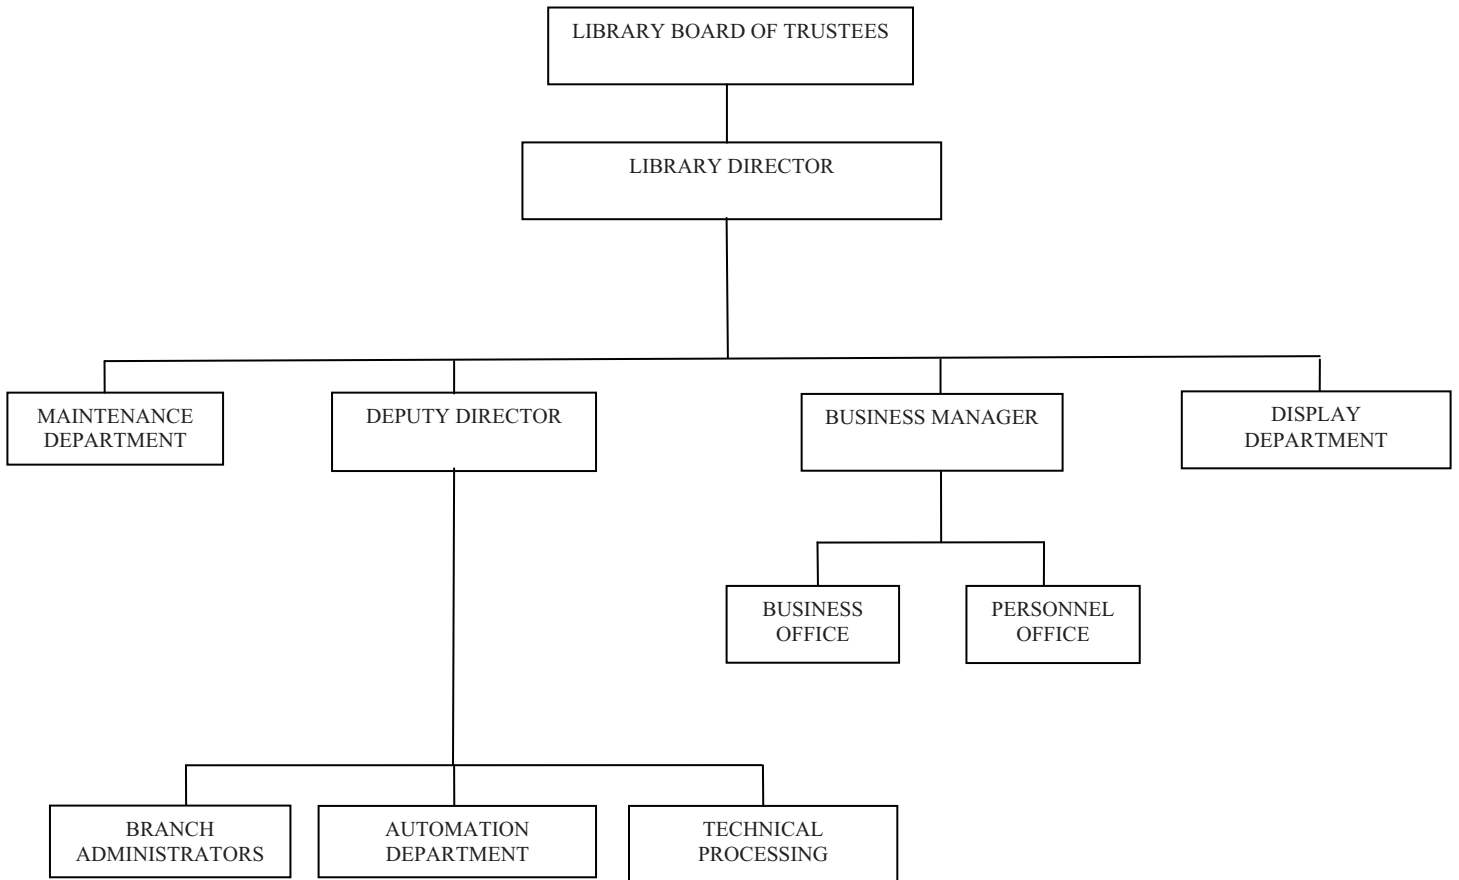 LIBRARY BOARD OF TRUSTEES
LIBRARY DIRECTOR
MAINTENANCE
DEPARTMENT
DEPUTY DIRECTOR
BUSINESS MANAGER
DISPLAY
DEPARTMENT
BUSINESS
OFFICE
PERSONNEL
OFFICE
BRANCH
ADMINISTRATORS
AUTOMATION
DEPARTMENT
TECHNICAL
PROCESSING